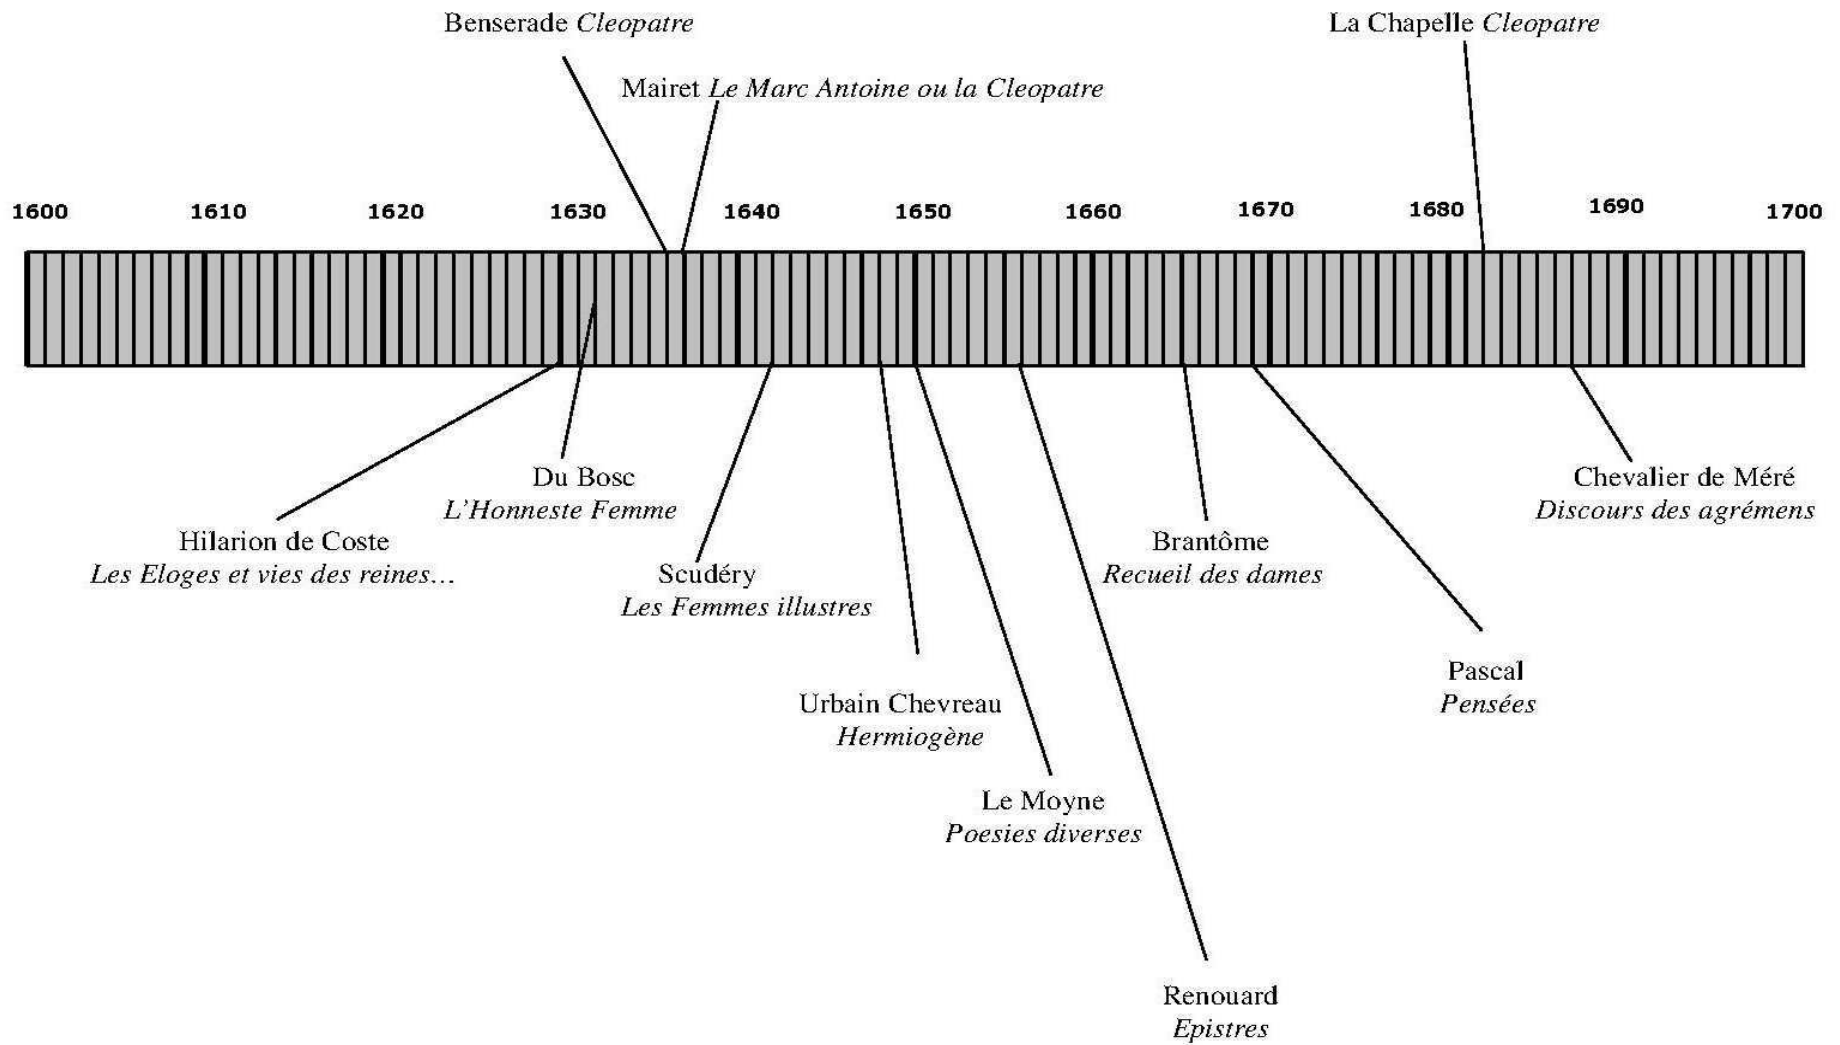 Benserade Cleopatre
La Chapelle Cleopatre
Mairet Le Marc Antoine ou la Cleopatre
1600 1610 1620 1630 1640 1650 1660 1670 1680 1690 1700
Du Bosc
L'Honneste Femme
Chevalier de Méré
Discours des agrémens
Hilarion de Coste
Les Eloges et vies des reines…
Brantôme
Recueil des dames
Scudéry
Les Femmes illustres
Pascal
Pensées
Urbain Chevreau
Hermiogène
Le Moyne
Poesies diverses
Renouard
Epistres